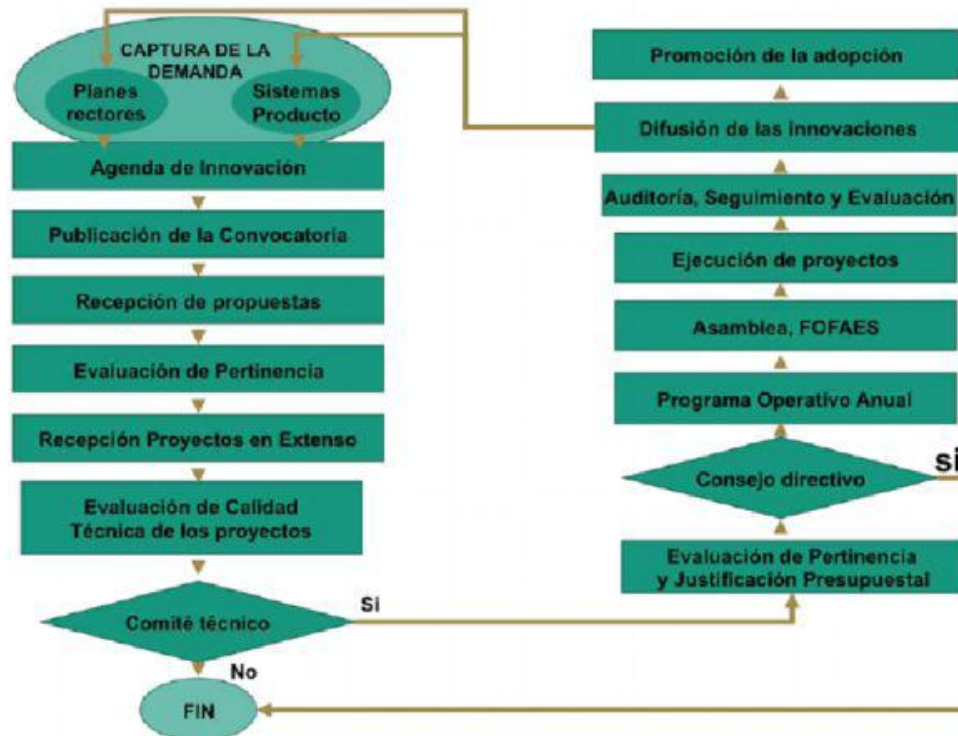 CAPTURA DE LA
DEMANDA
Planes
rectores
Sistemas
Producto
Agenda de Innovación
Publicación de la Convocatoria
Recepción de propuestas
Evaluación de Pertinencia
Recepción Proyectos en Extenso
Evaluación de Calidad
Técnica de los proyectos
Comité técnico
Si
No
FIN
Promoción de la adopción
Difusión de las innovaciones
Auditoría, Seguimiento y Evaluación
Ejecución de proyectos
Asamblea, FOFAES
Programa Operativo Anual
Consejo directivo
si
Evaluación de Pertinencia
y Justificación Presupuestal